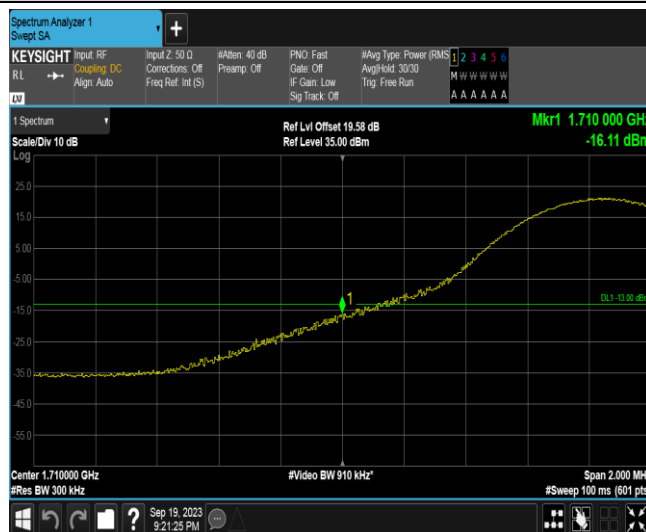 Spectrum Analyzer 1
Swept SA
KEYSIGHT
RL
Input: RF
Coupling: DC
Align: Auto
Input Z: 50 Ω
Corrections: Off
Freq Ref: Int (S)
#Atten: 40 dB
Preamp: Off
PNO: Fast
Gate: Off
IF Gain: Low
Sig Track: Off
#Avg Type: Power (RMS
Avg|Hold: 30/30
Trig: Free Run
1 2 3 4 5 6
M W W W W W
A A A A A A
LXI
1 Spectrum
Scale/Div 10 dB
Ref Lvl Offset 19.58 dB
Ref Level 35.00 dBm
Mkr1 1.710 000 GHz
-16.11 dBm
Log
25.0
15.0
5.00
-5.00
-15.0
-25.0
-35.0
-45.0
-55.0
1
DL1 -13.00 dBm
Center 1.710000 GHz
#Res BW 300 kHz
#Video BW 910 kHz*
Span 2.000 MH
#Sweep 100 ms (601 pts
Sep 19, 2023
9:21:25 PM